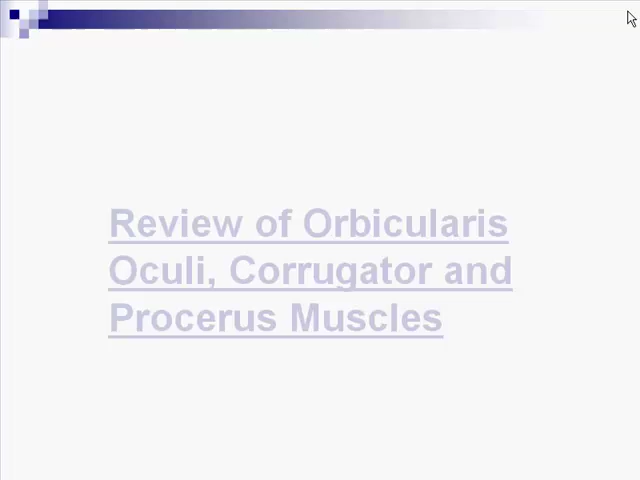 Review of Orbicularis
Oculi, Corrugator and
Procerus Muscles